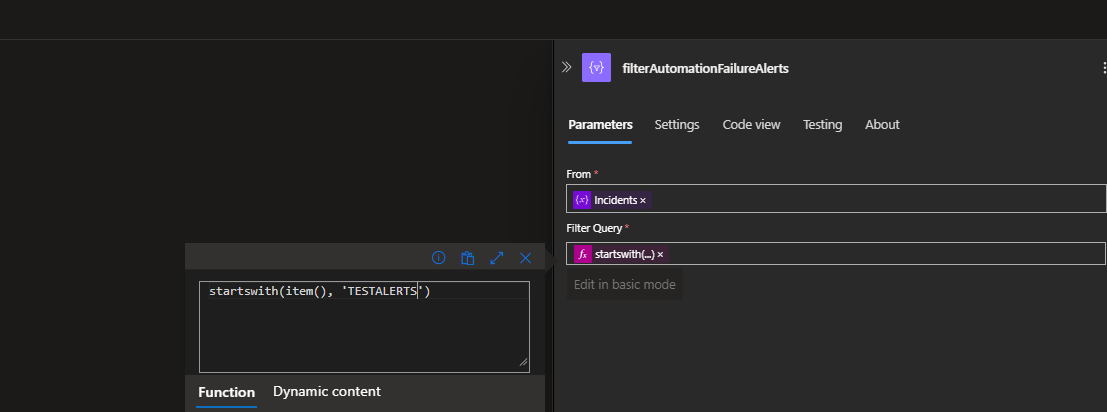 filterAutomationFailureAlerts
Parameters Settings Code view Testing About
From *
{x} Incidents ×
Filter Query *
fx startswith(...) ×
Edit in basic mode
startswith(item(), 'TESTALERTS')
Function Dynamic content